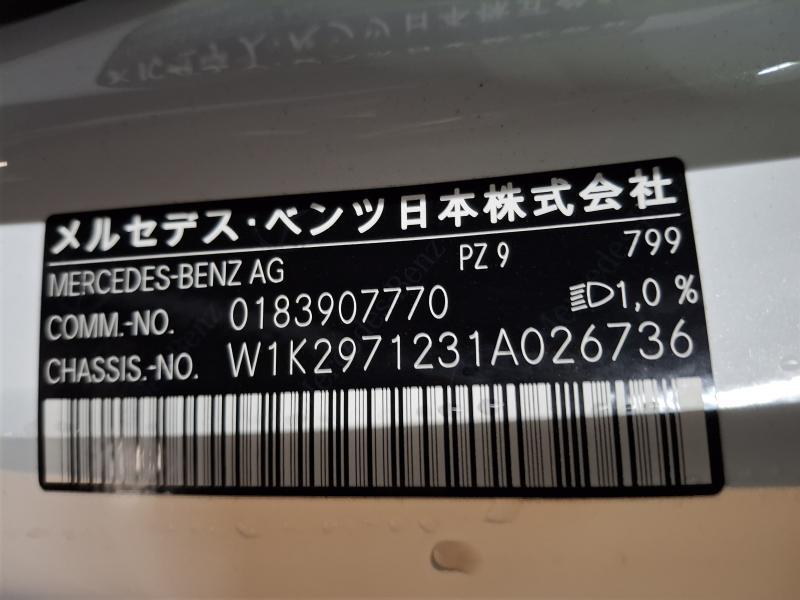 メルセデス・ベンツ日本株式会社
MERCEDES-BENZ AG PZ 9 799
COMM.-NO. 0183907770 1,0 %
CHASSIS.-NO. W1K2971231A026736